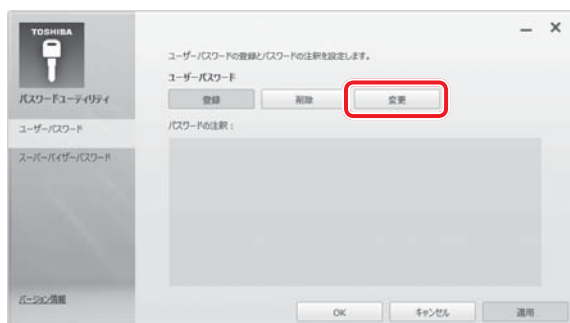 TOSHIBA
パスワードユーティリティ
ユーザーパスワード
スーパーバイザーパスワード
バージョン情報
ユーザーパスワードの登録とパスワードの注釈を設定します。
ユーザーパスワード
登録 削除 変更
パスワードの注釈：
OK キャンセル 適用